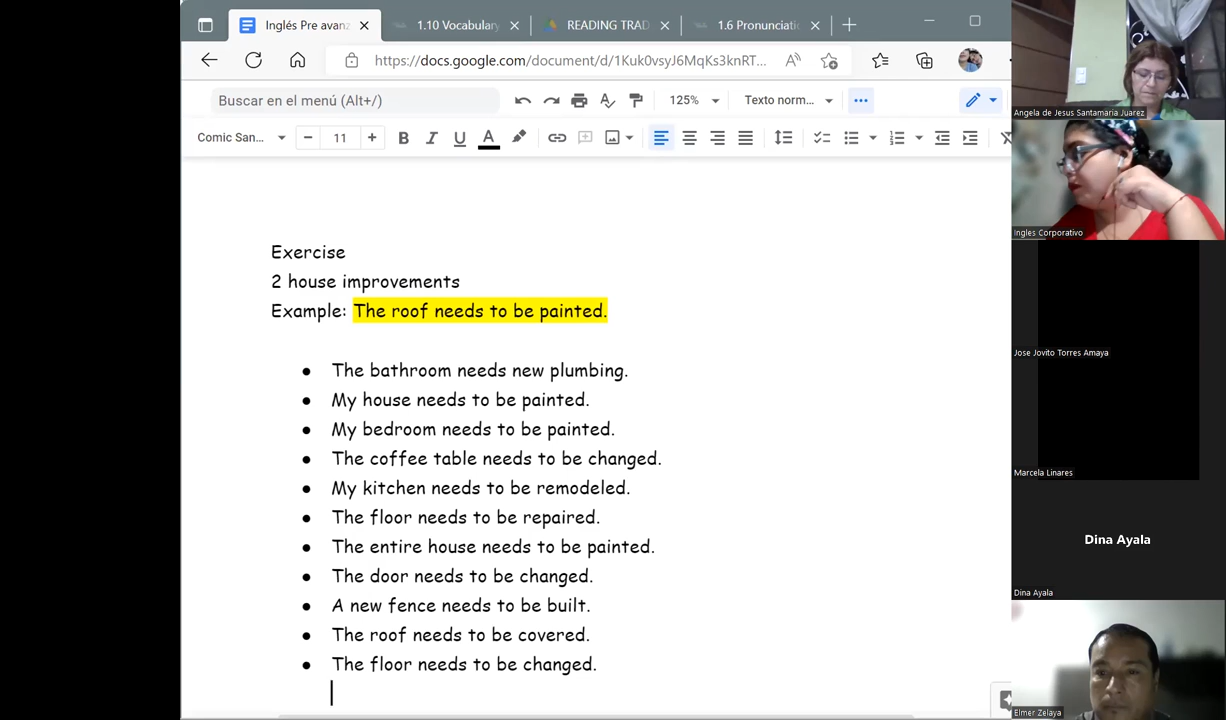 Inglés Pre avanz
1.10 Vocabulary
READING TRAD
1.6 Pronunciati
https://docs.google.com/document/d/1Kuk0vsyJ6MqKs3knRT...
Buscar en el menú (Alt+/)
125%
Texto norm...
Comic San...
11
Exercise
2 house improvements
Example: The roof needs to be painted.
● The bathroom needs new plumbing.
● My house needs to be painted.
● My bedroom needs to be painted.
● The coffee table needs to be changed.
● My kitchen needs to be remodeled.
● The floor needs to be repaired.
● The entire house needs to be painted.
● The door needs to be changed.
● A new fence needs to be built.
● The roof needs to be covered.
● The floor needs to be changed.
Angela de Jesus Santamaria Juarez
Ingles Corporativo
Jose Jovito Torres Amaya
Marcela Linares
Dina Ayala
Dina Ayala
Elmer Zelaya